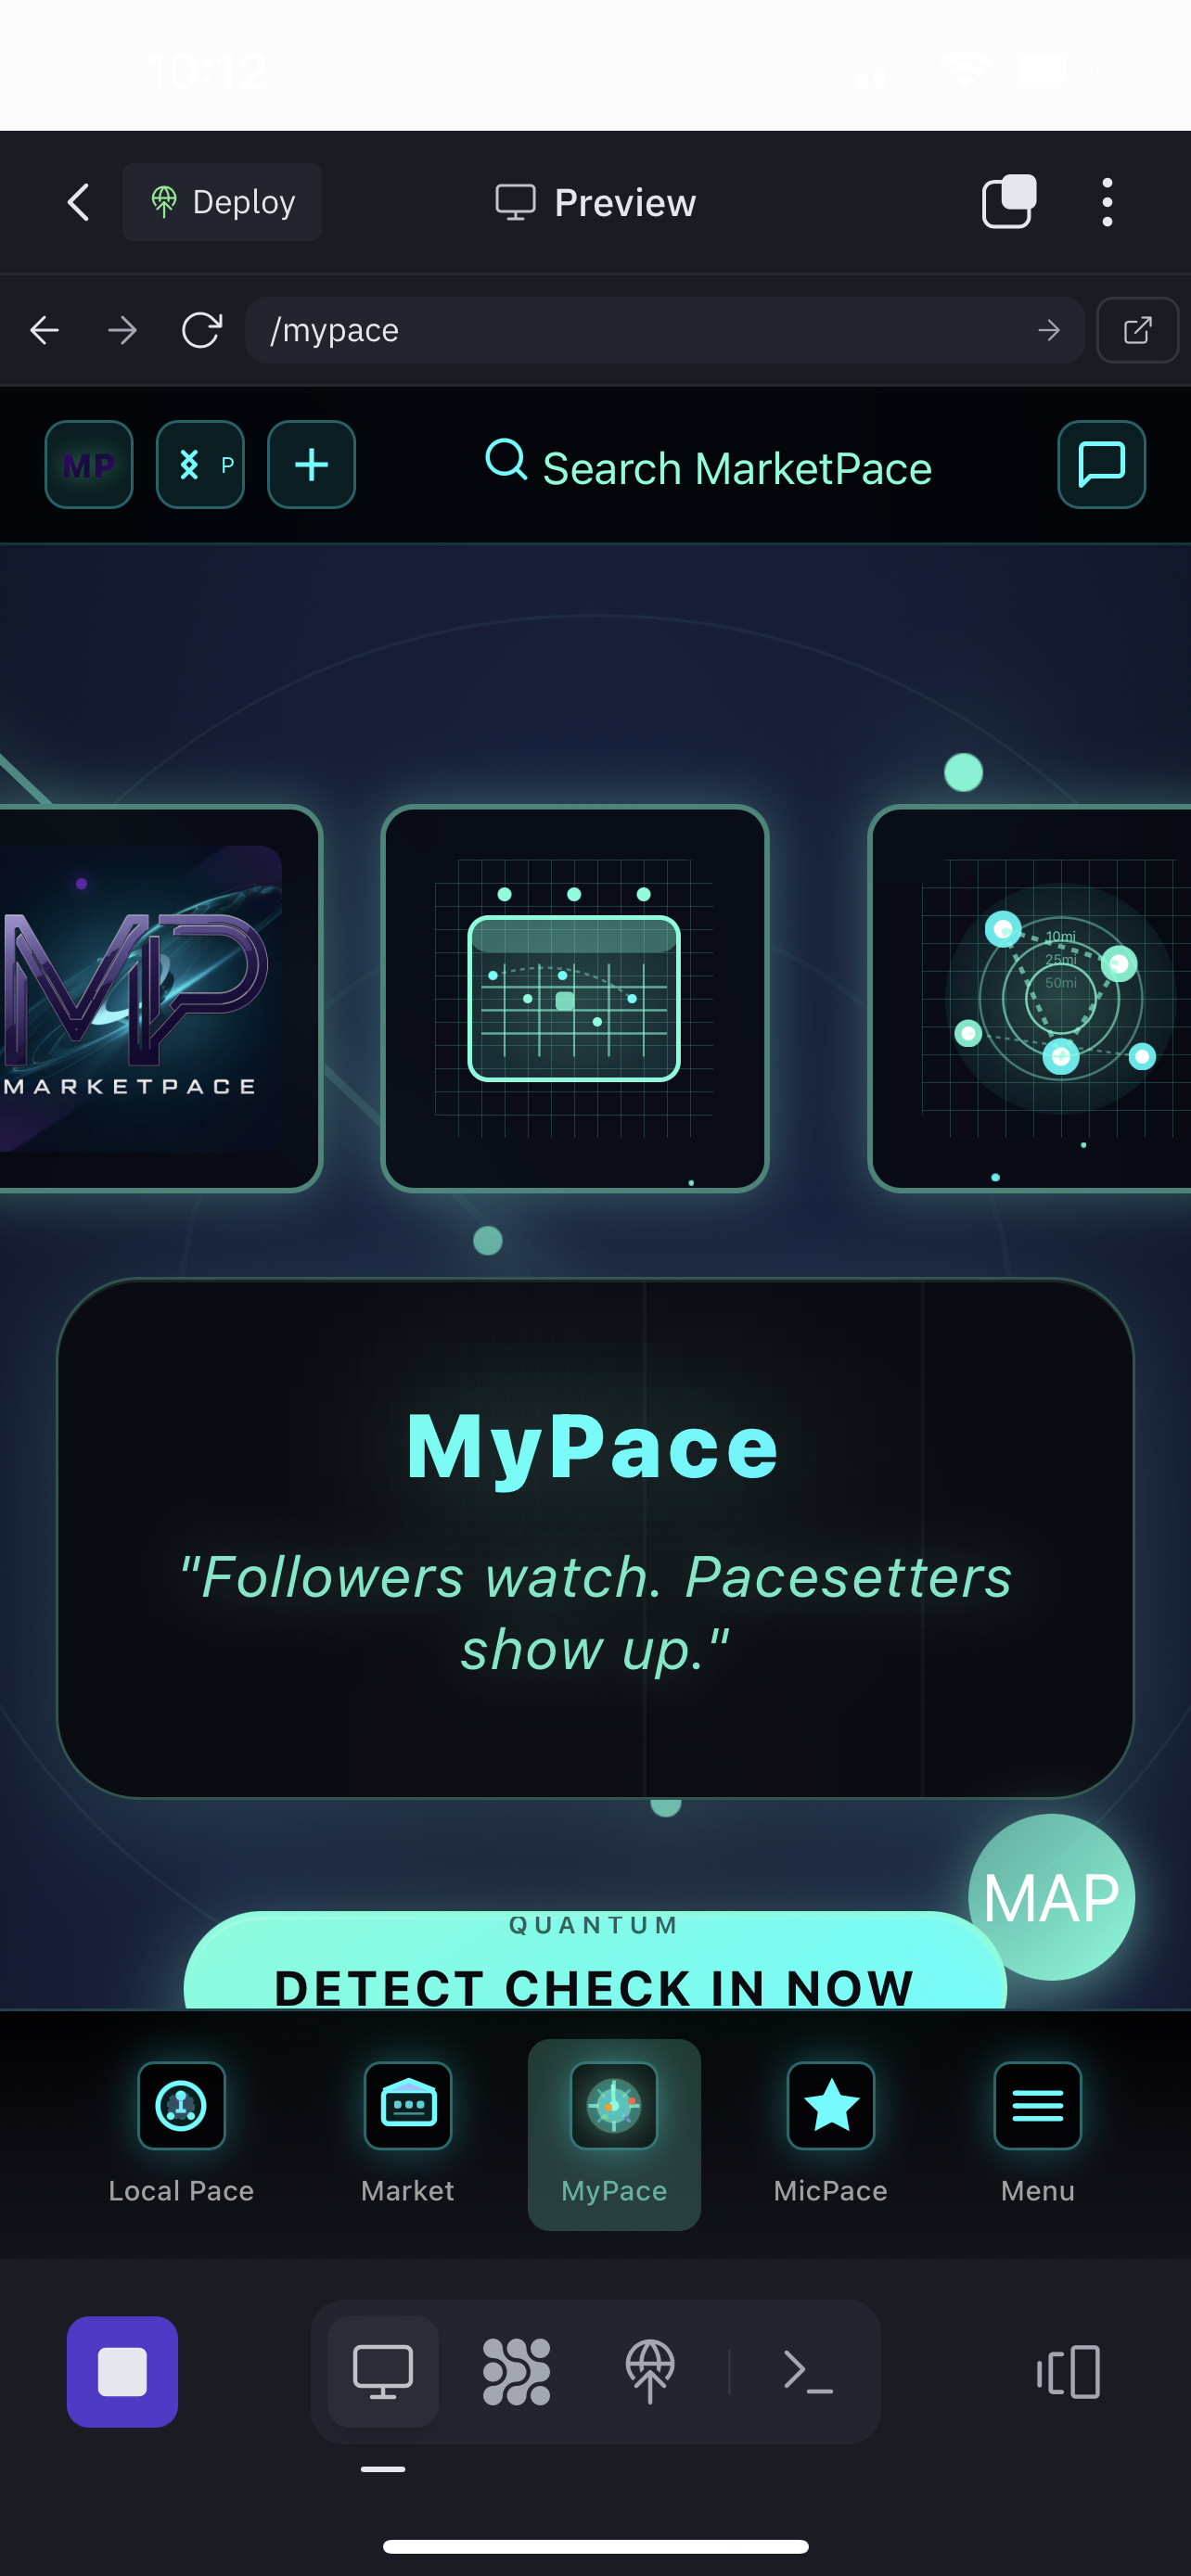 10:12
Deploy
Preview
/mypace
MP
P
Search MarketPace
MP
MARKETPACE
10mi
25mi
50mi
MyPace
"Followers watch. Pacesetters
show up."
MAP
QUANTUM
DETECT CHECK IN NOW
Local Pace
Market
MyPace
MicPace
Menu